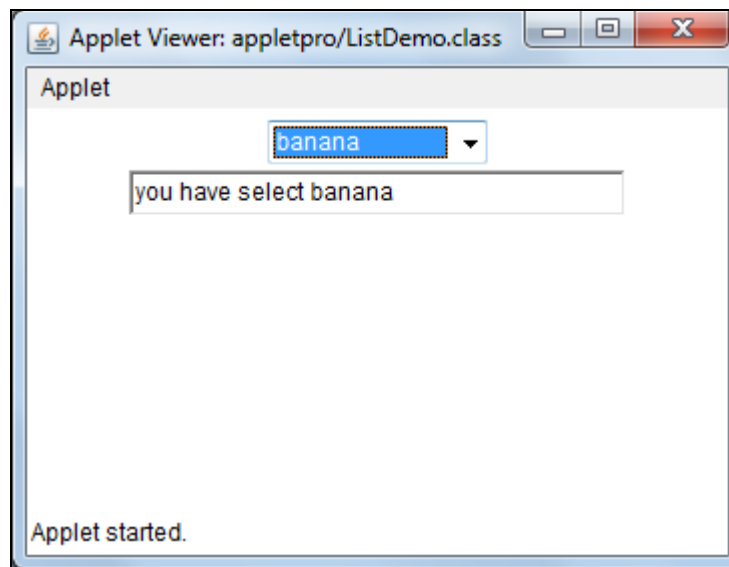 Applet Viewer: appletpro/ListDemo.class
Applet
banana
you have select banana
Applet started.